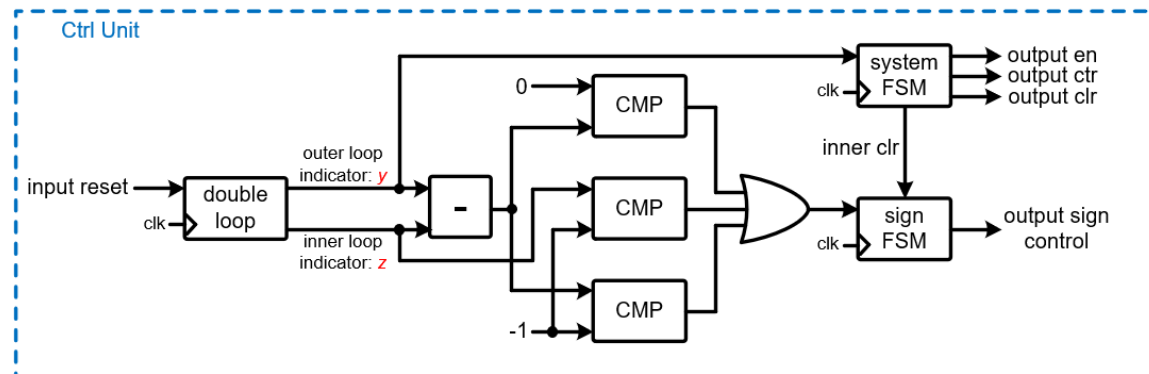 Ctrl Unit
system
FSM
clk
output en
output ctr
output clr
0
CMP
inner clr
outer loop
indicator: y
input reset
double
loop
clk
-
CMP
sign
FSM
clk
output sign
control
inner loop
indicator: z
CMP
-1